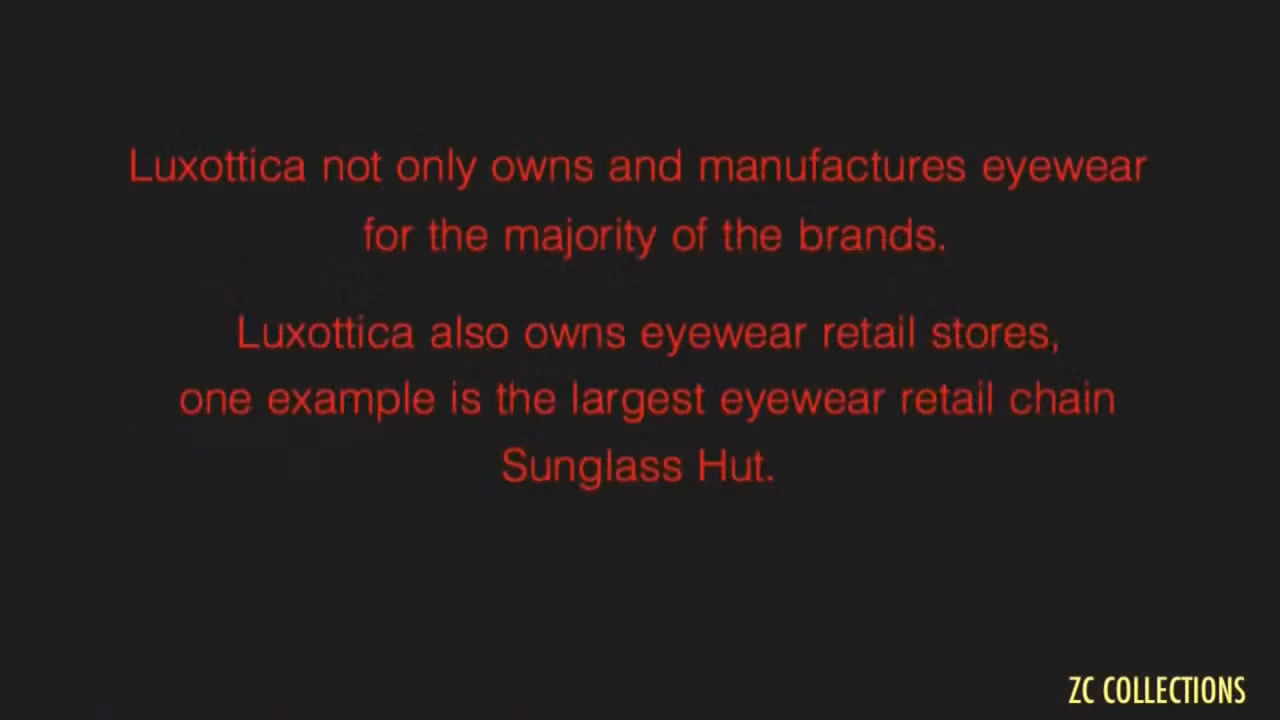 Luxottica not only owns and manufactures eyewear
for the majority of the brands.
Luxottica also owns eyewear retail stores,
one example is the largest eyewear retail chain
Sunglass Hut.
ZC COLLECTIONS